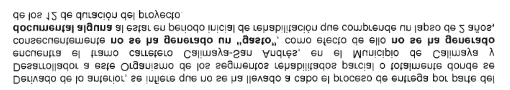 Derivado de lo anterior, se infiere que no se ha llevado a cabo el proceso de entrega por parte del
Desarrollador a este Organismo de los segmentos rehabilitados parcial o totalmente donde se
encuentra el tramo carretero Calimaya-San Andrés, en el Municipio de Calimaya y
consecuentemente no se ha generado un "gasto", como efecto de ello no se ha generado
documental alguna al estar en periodo inicial de rehabilitación que comprende un lapso de 2 años,
de los 12 de duración del proyecto